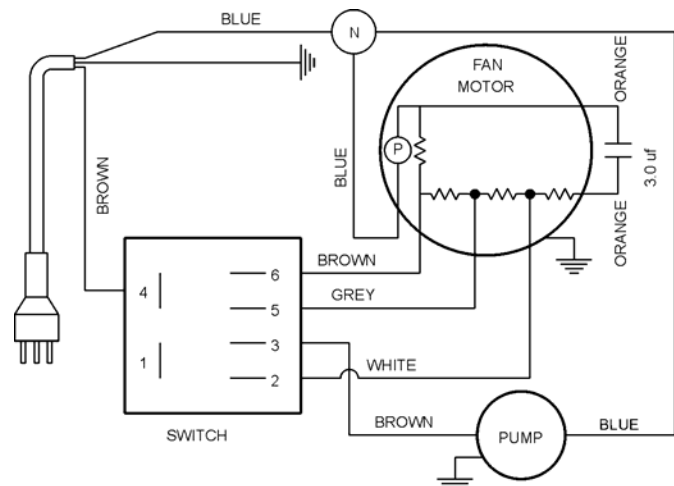 BLUE
N
FAN
MOTOR
ORANGE
P
3.0 uf
BLUE
BROWN
ORANGE
BROWN
6
4
GREY
5
3
1
WHITE
2
BROWN
PUMP
BLUE
SWITCH